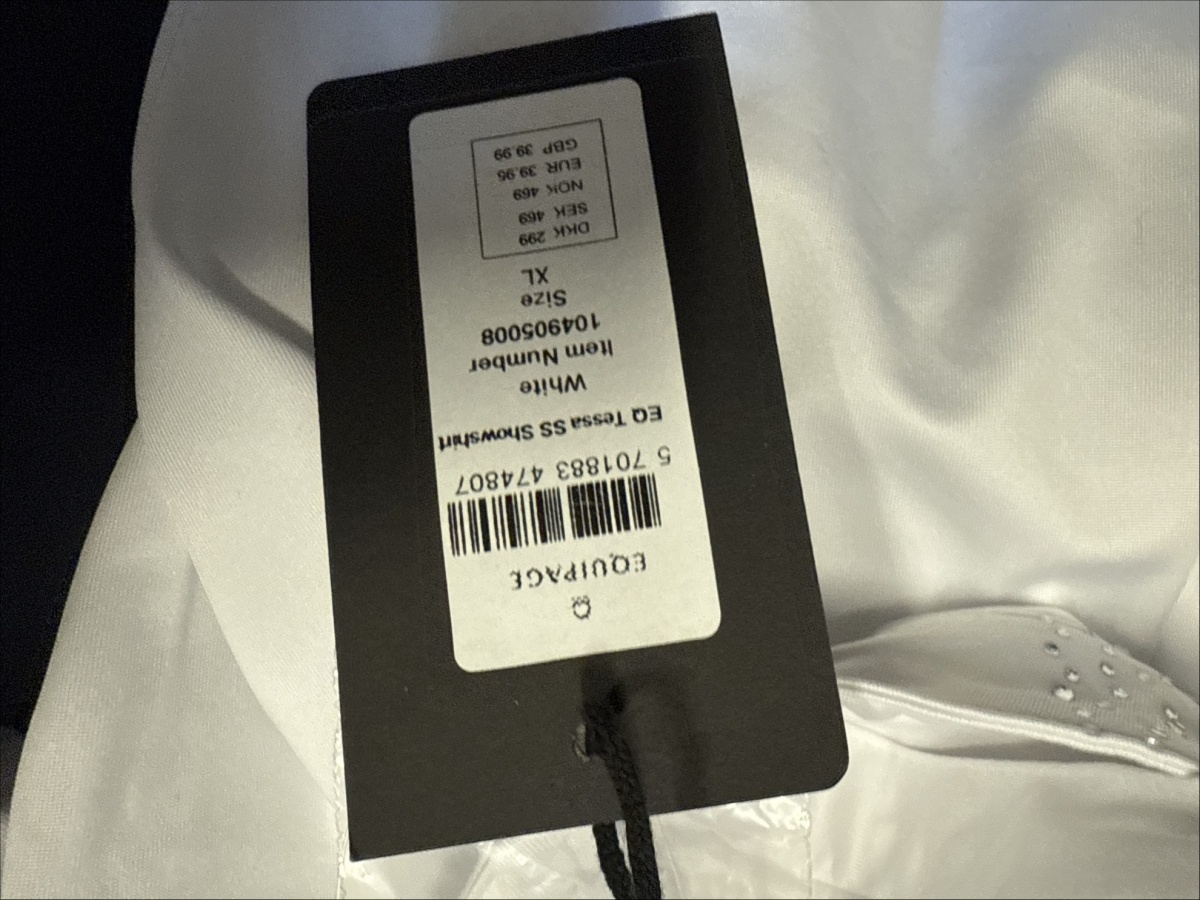 EQUIPAGE
5 701883 474807
EQ Tessa SS Showshirt
White
Item Number
104905008
Size
XL
DKK 299
SEK 469
NOK 469
EUR 39.95
GBP 39.99